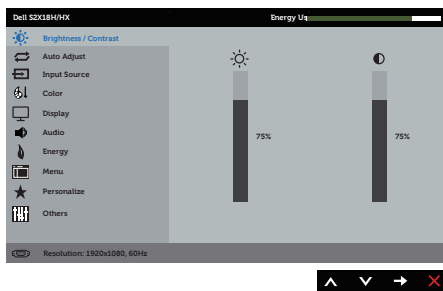 Dell S2X18H/HX
Energy Us
Brightness / Contrast
Auto Adjust
Input Source
Color
Display
Audio
Energy
Menu
Personalize
Others
75%
75%
Resolution: 1920x1080, 60Hz